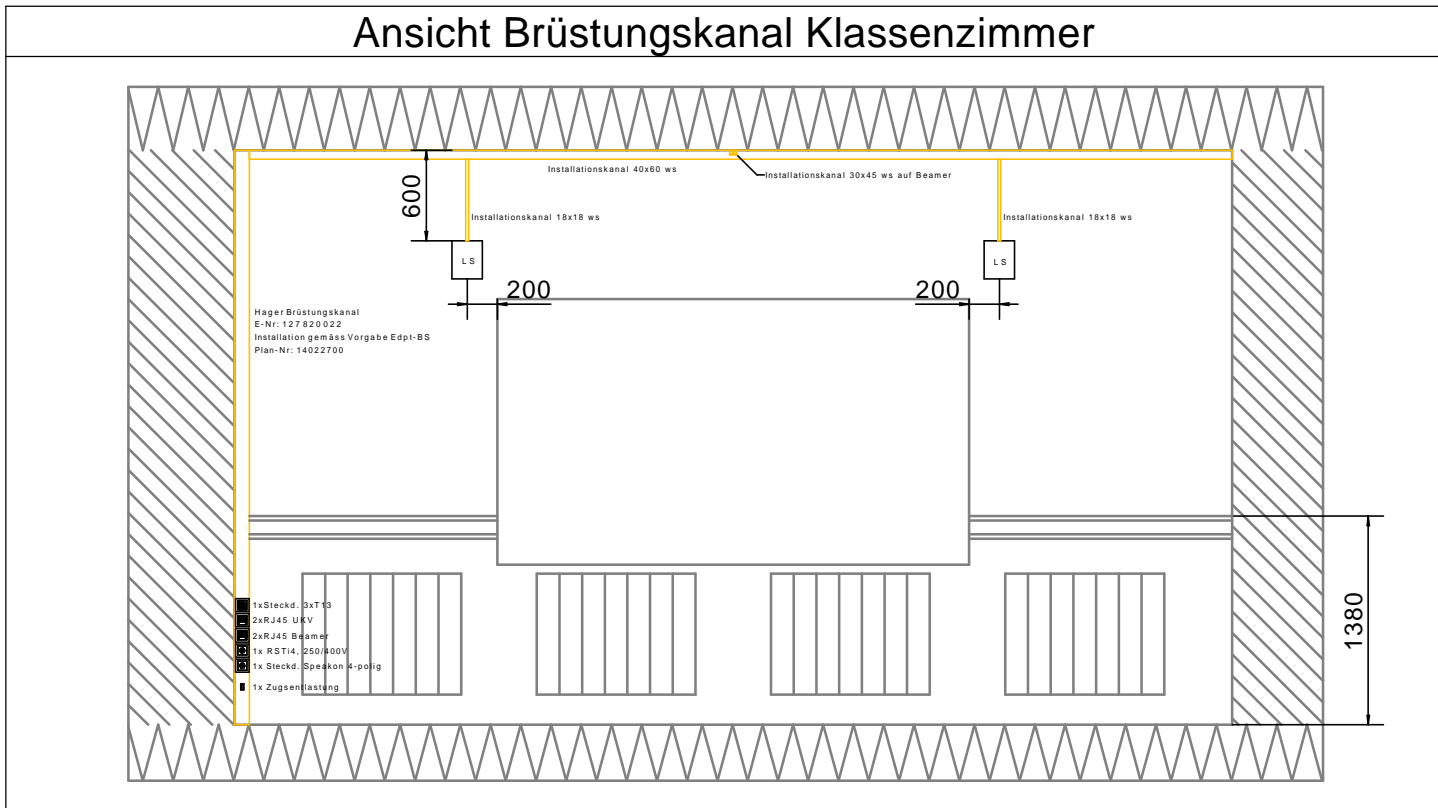 Ansicht Brüstungskanal Klassenzimmer
Installationskanal 40x60 ws
Installationskanal 30x45 ws auf Beamer
600
Installationskanal 18x18 ws
Installationskanal 18x18 ws
LS
LS
200
200
Hager Brüstungskanal
E-Nr: 127 820 022
Installation gemäss Vorgabe Edpt-BS
Plan-Nr: 14022700
1xSteckd. 3xT13
2xRJ45 UKV
2xRJ45 Beamer
1x RSTi4, 250/400V
1x Steckd. Speakon 4-polig
1x Zugsentlastung
1380